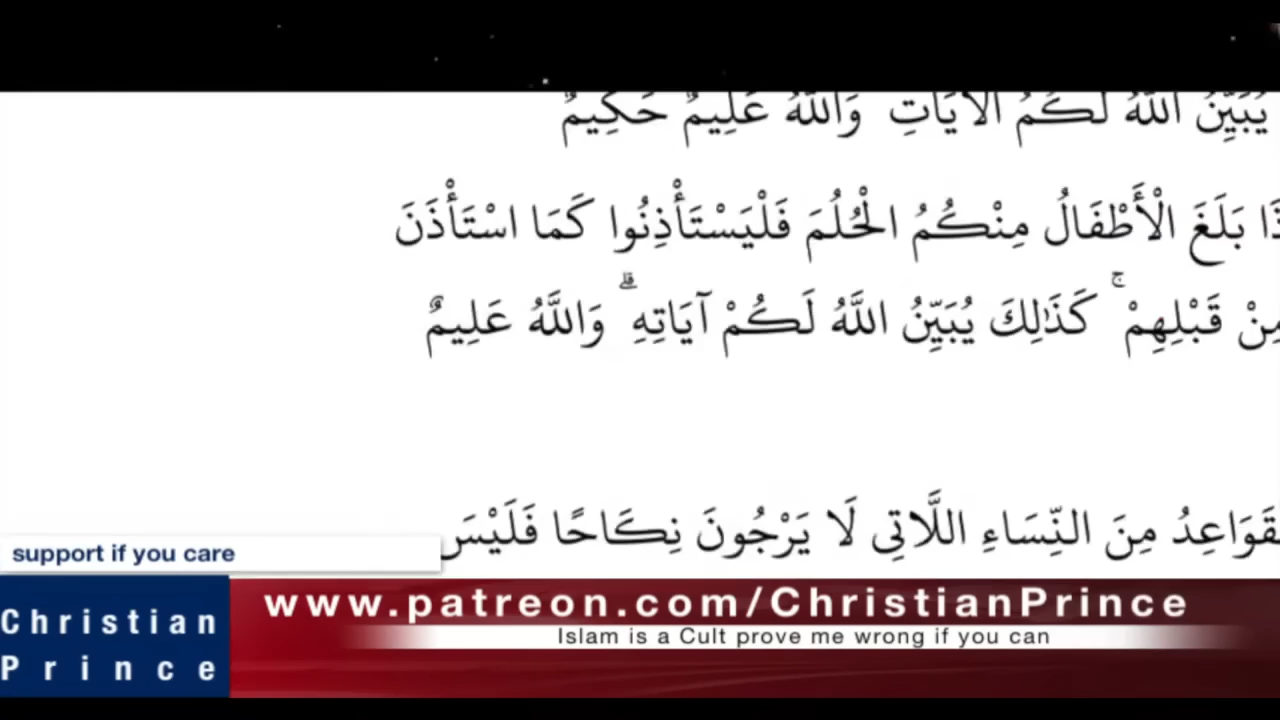 يُبَيِّنُ اللَّهُ لَكُمُ الْآيَاتِ وَاللَّهُ عَلِيمٌ حَكِيمٌ
بَلَغَ الْأَطْفَالُ مِنْكُمُ الْحُلُمَ فَلْيَسْتَأْذِنُوا كَمَا اسْتَأْذَنَ
مِنْ قَبْلِهِمْ ۚ كَذَٰلِكَ يُبَيِّنُ اللَّهُ لَكُمْ آيَاتِهِ ۗ وَاللَّهُ عَلِيمٌ
مِنَ النِّسَاءِ اللَّاتِي لَا يَرْجُونَ نِكَاحًا فَلَيْسَ
support if you care
Christian
Prince
www.patreon.com/ChristianPrince
Islam is a Cult prove me wrong if you can